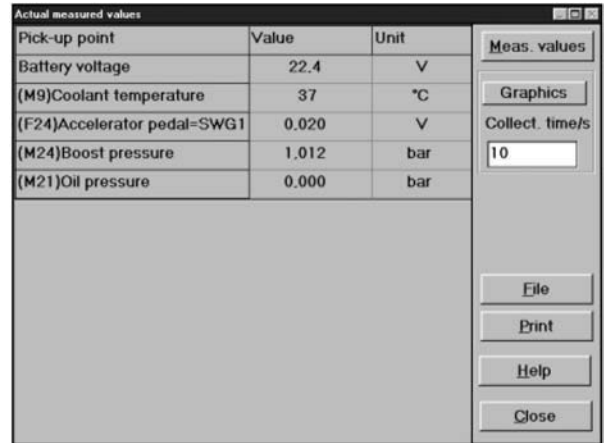 Actual measured values
Pick-up point Value Unit
Battery voltage 22,4 V
(M9)Coolant temperature 37 °C
(F24)Accelerator pedal=SWG1 0,020 V
(M24)Boost pressure 1,012 bar
(M21)Oil pressure 0,000 bar
Meas. values
Graphics
Collect. time/s
10
File
Print
Help
Close